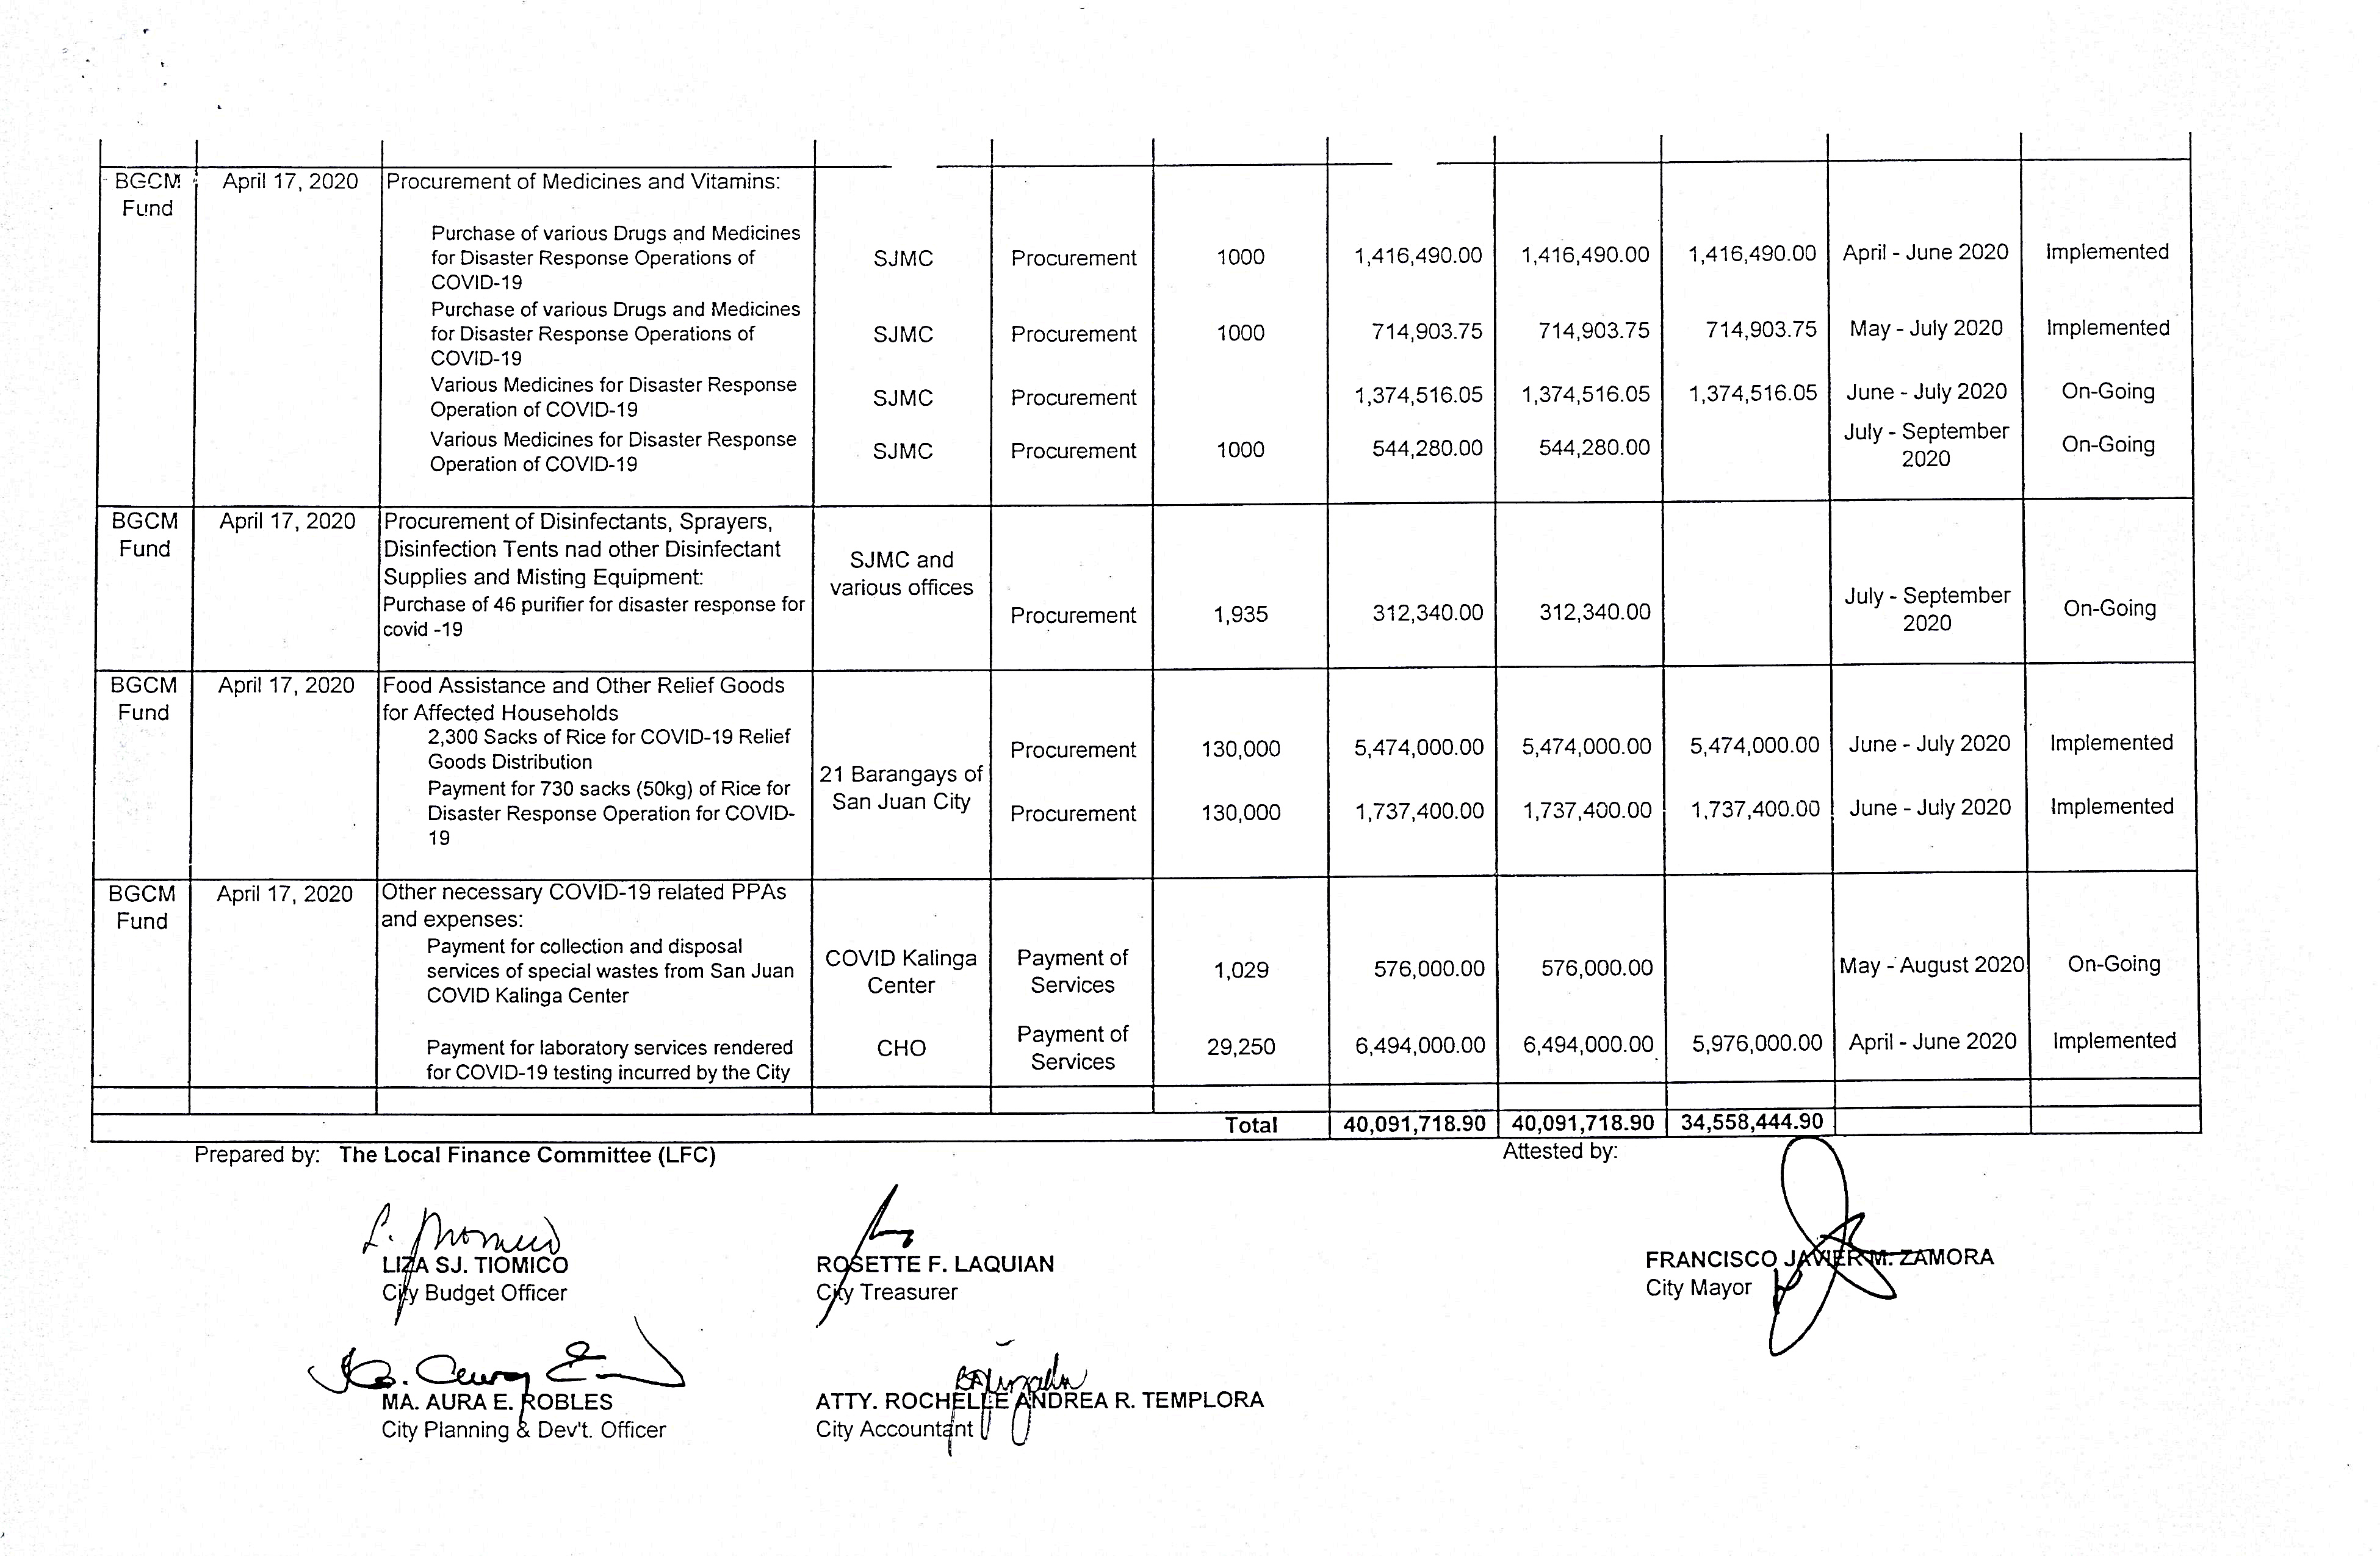 BGCM Fund April 17, 2020 Procurement of Medicines and Vitamins:
Purchase of various Drugs and Medicines
for Disaster Response Operations of
COVID-19
SJMC Procurement 1000 1,416,490.00 1,416,490.00 1,416,490.00 April - June 2020 Implemented
Purchase of various Drugs and Medicines
for Disaster Response Operations of
COVID-19
SJMC Procurement 1000 714,903.75 714,903.75 714,903.75 May - July 2020 Implemented
Various Medicines for Disaster Response
Operation of COVID-19
SJMC Procurement 1,374,516.05 1,374,516.05 1,374,516.05 June - July 2020 On-Going
Various Medicines for Disaster Response
Operation of COVID-19
SJMC Procurement 1000 544,280.00 544,280.00 July - September 2020 On-Going
BGCM Fund April 17, 2020 Procurement of Disinfectants, Sprayers,
Disinfection Tents nad other Disinfectant
Supplies and Misting Equipment:
Purchase of 46 purifier for disaster response for
covid -19
SJMC and
various offices
Procurement 1,935 312,340.00 312,340.00 July - September 2020 On-Going
BGCM Fund April 17, 2020 Food Assistance and Other Relief Goods
for Affected Households
2,300 Sacks of Rice for COVID-19 Relief
Goods Distribution
21 Barangays of
San Juan City
Procurement 130,000 5,474,000.00 5,474,000.00 5,474,000.00 June - July 2020 Implemented
Payment for 730 sacks (50kg) of Rice for
Disaster Response Operation for COVID-
19
Procurement 130,000 1,737,400.00 1,737,400.00 1,737,400.00 June - July 2020 Implemented
BGCM Fund April 17, 2020 Other necessary COVID-19 related PPAs
and expenses:
Payment for collection and disposal
services of special wastes from San Juan
COVID Kalinga Center
COVID Kalinga
Center
Payment of
Services
1,029 576,000.00 576,000.00 May - August 2020 On-Going
Payment for laboratory services rendered
for COVID-19 testing incurred by the City
CHO
Payment of
Services
29,250 6,494,000.00 6,494,000.00 5,976,000.00 April - June 2020 Implemented
Total 40,091,718.90 40,091,718.90 34,558,444.90
Prepared by: The Local Finance Committee (LFC) Attested by:
LIZA SJ. TIOMICO ROSETTE F. LAQUIAN FRANCISCO JAVIER M. ZAMORA
City Budget Officer City Treasurer City Mayor
MA. AURA E. ROBLES ATTY. ROCHELLE ANDREA R. TEMPLORA
City Planning & Dev't. Officer City Accountant